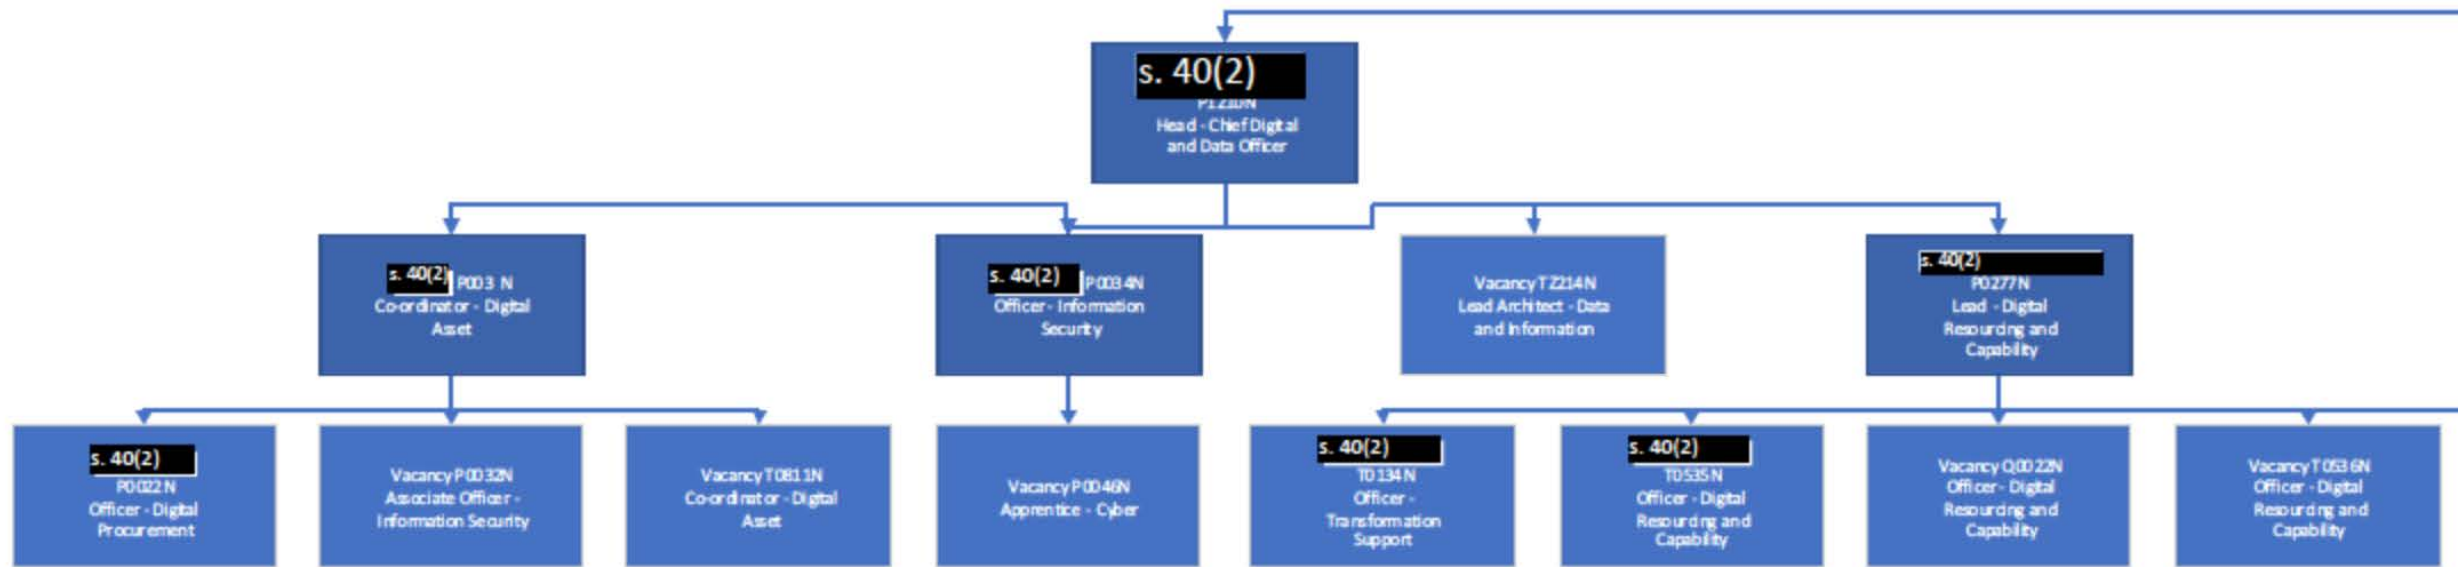 s. 40(2)
P1210N
Head - Chief Digital
and Data Officer
s. 40(2) P003 N
Co-ordinator - Digital
Asset
s. 40(2) P0034N
Officer - Information
Security
Vacancy TZ214N
Lead Architect - Data
and Information
s. 40(2)
P0277N
Lead - Digital
Resourcing and
Capability
s. 40(2)
P0022N
Officer - Digital
Procurement
Vacancy P0032N
Associate Officer -
Information Security
Vacancy T0811N
Co-ordinator - Digital
Asset
Vacancy P0046N
Apprentice - Cyber
s. 40(2)
T0134N
Officer -
Transformation
Support
s. 40(2)
T0535N
Officer - Digital
Resourcing and
Capability
Vacancy Q0022N
Officer - Digital
Resourcing and
Capability
Vacancy T0536N
Officer - Digital
Resourcing and
Capability